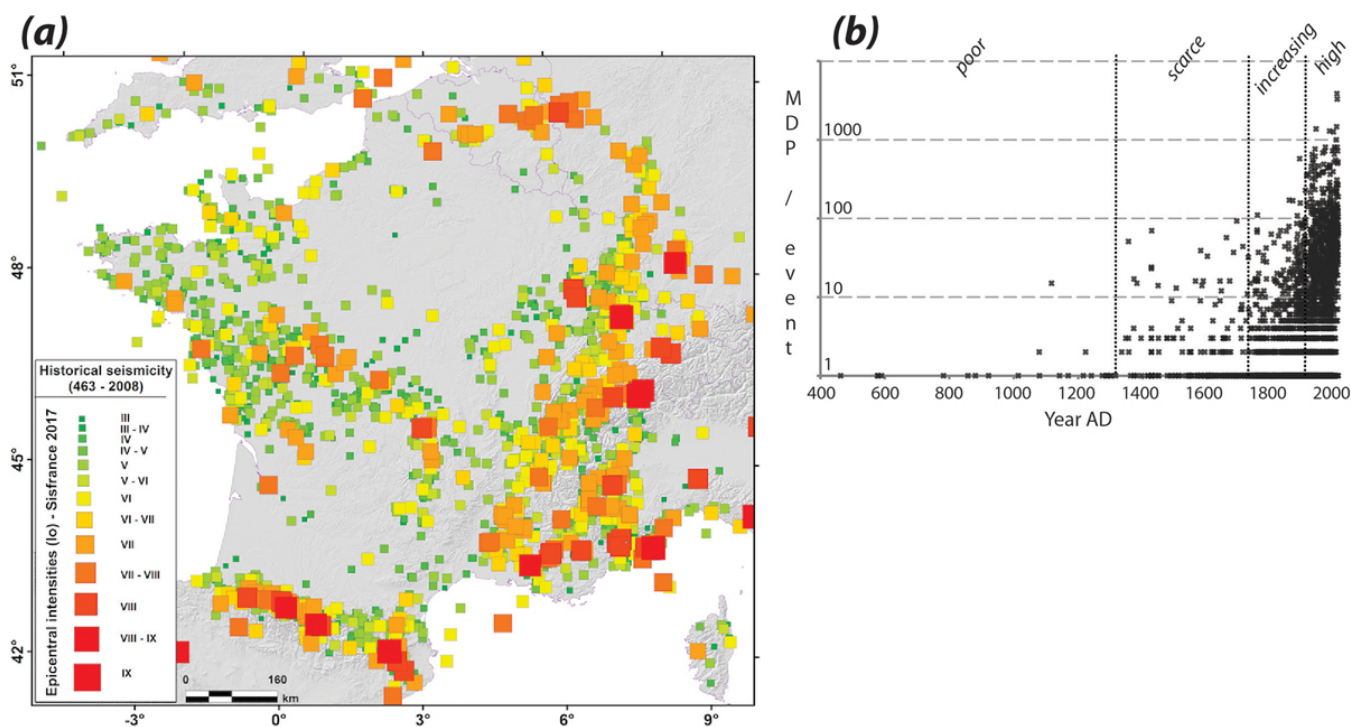 (a)
51°
48°
45°
42°
-3°
0°
3°
6°
9°
Historical seismicity
(463 - 2008)
Epicentral intensities (Io) - Sisfrance 2017
III
III - IV
IV
IV - V
V
V - VI
VI
VI - VII
VII
VII - VIII
VIII
VIII - IX
IX
0 160
km
(b)
poor
scarce
increasing
high
MDP / event
1000
100
10
1
400 600 800 1000 1200 1400 1600 1800 2000
Year AD